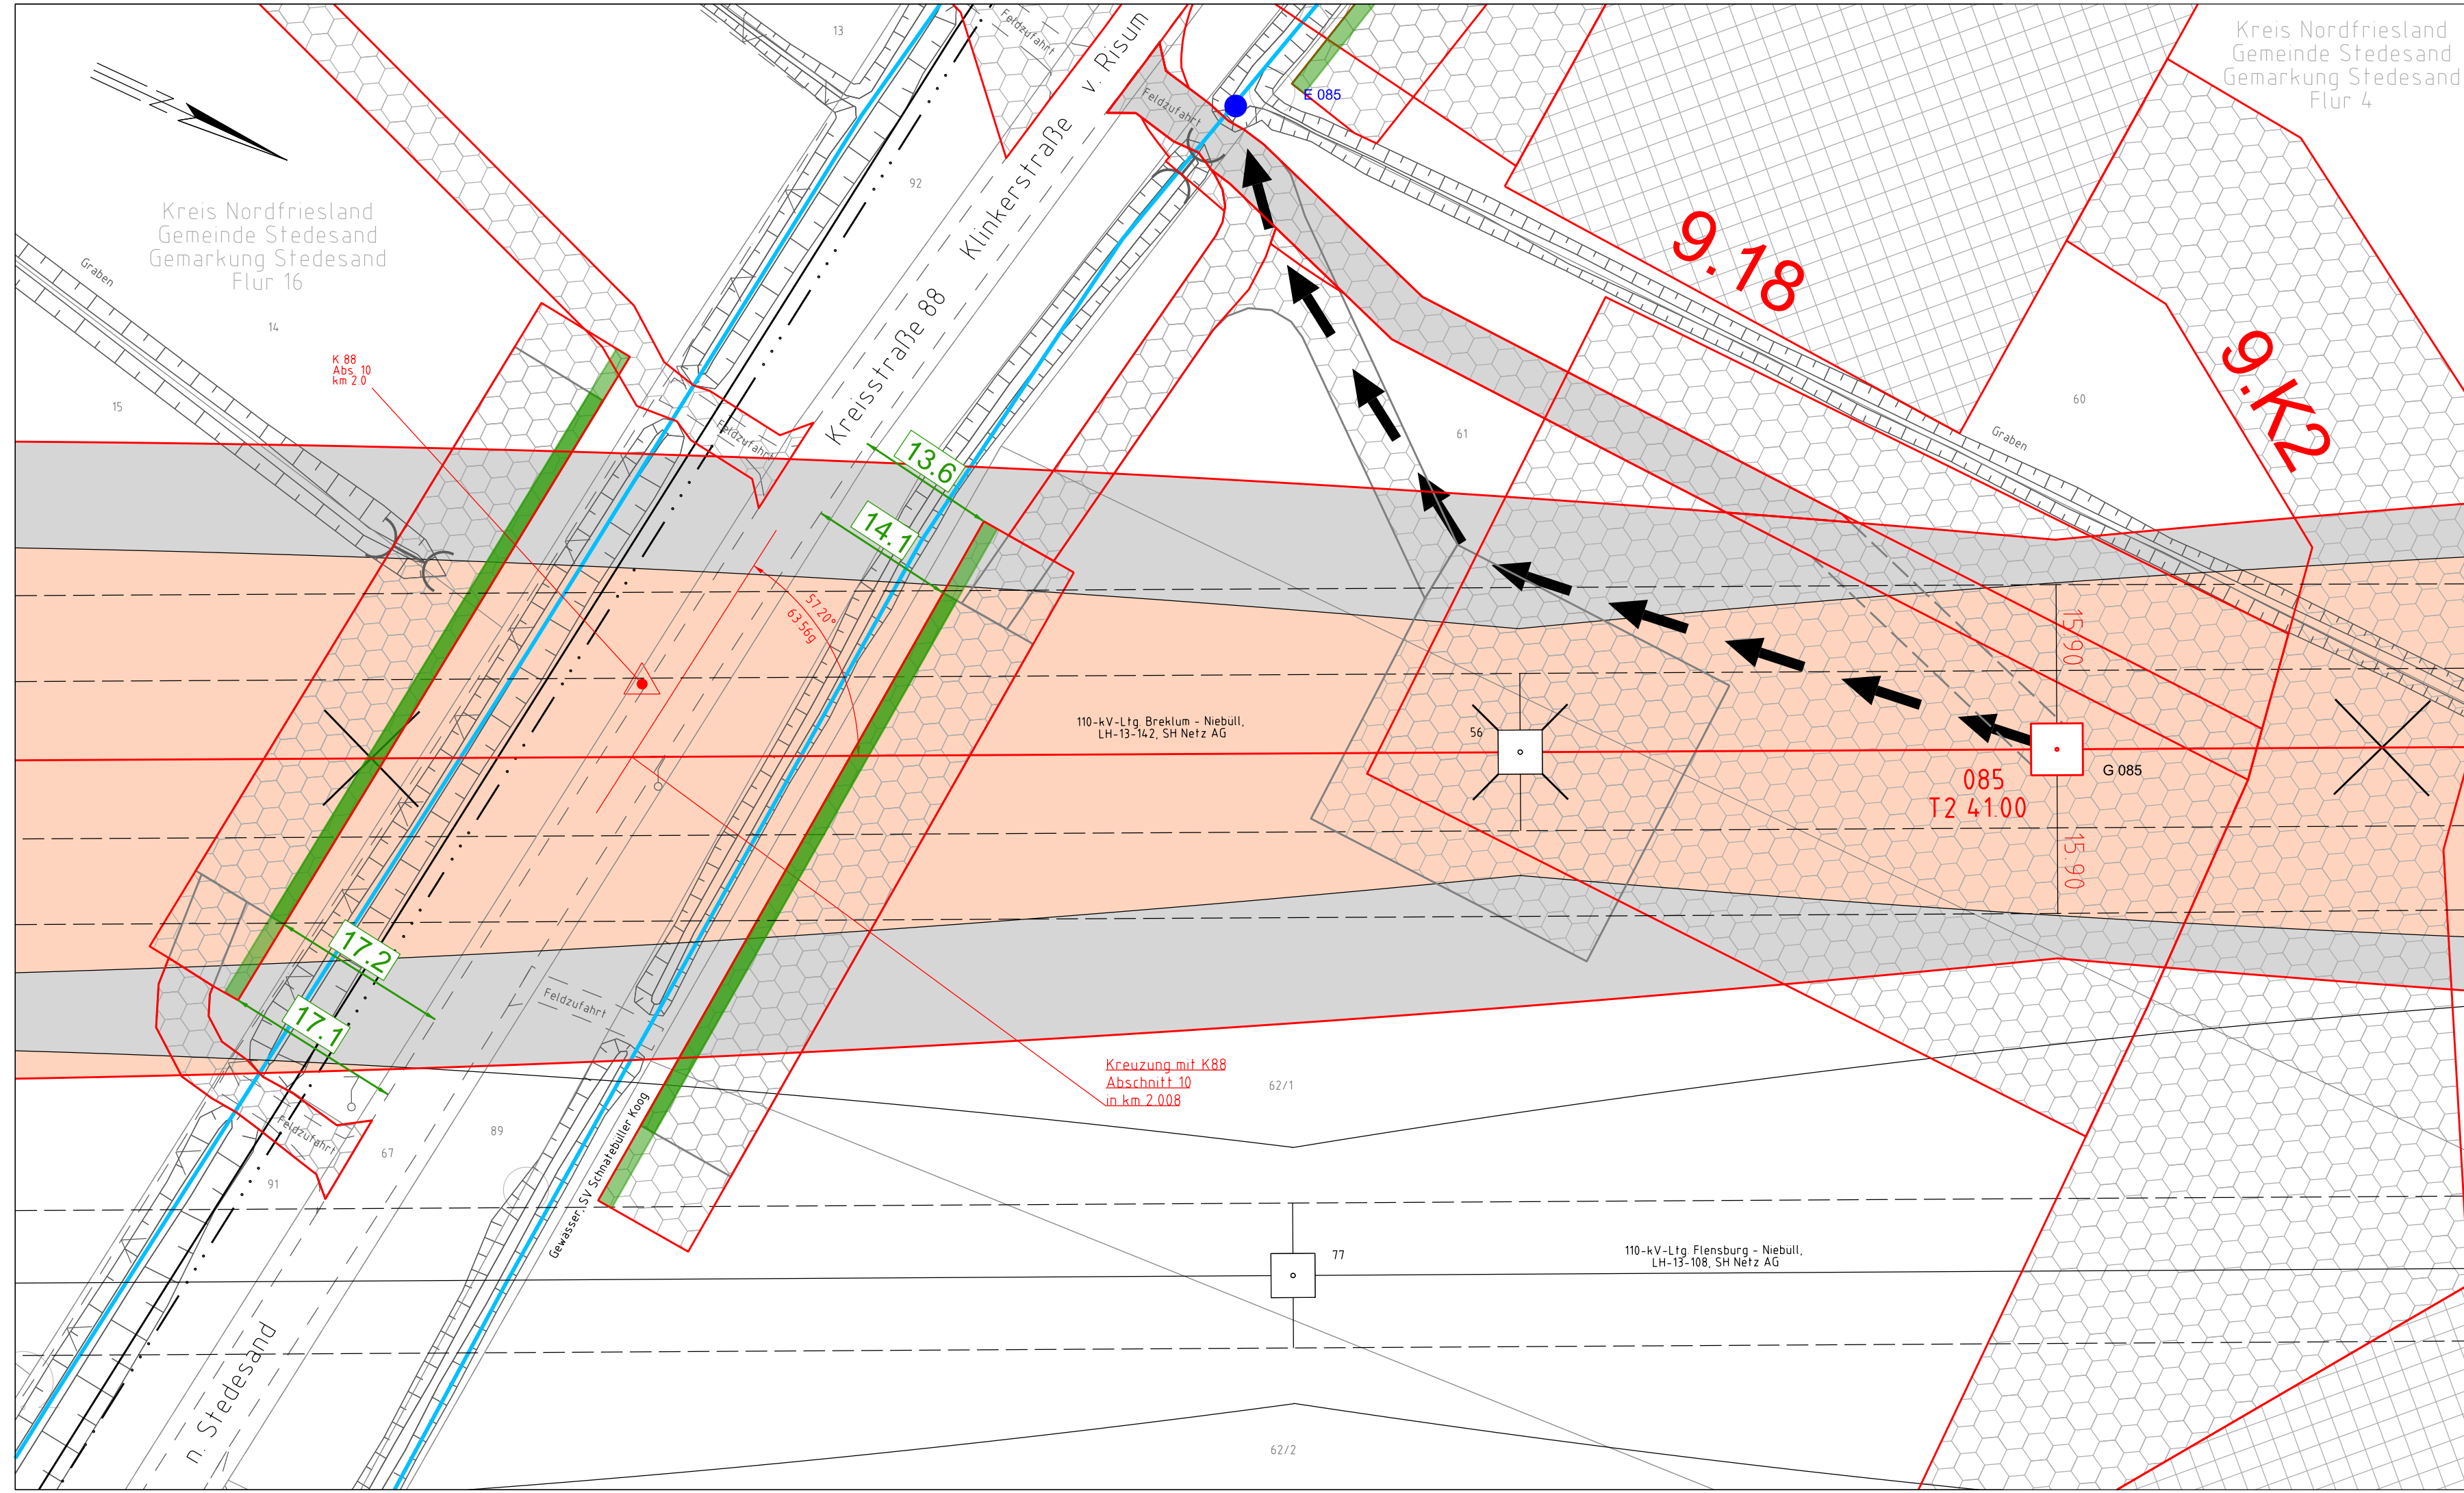 13
Feldzufahrt
v. Risum
E 085
Feldzufahrt
Kreis Nordfriesland
Gemeinde Stedesand
Gemarkung Stedesand
Flur 4
N
92
Klinkerstraße
Kreis Nordfriesland
Gemeinde Stedesand
Gemarkung Stedesand
Flur 16
Graben
14
9.18
9.K2
K 88
Abs. 10
km 2.0
Kreisstraße 88
15
60
61
Graben
Feldzufahrt
13.6
14.1
57.20°
63.56g
15.90
110-kV-Ltg. Breklum - Niebüll,
LH-13-142, SH Netz AG
56
G 085
085
T2 41.00
15.90
17.2
Feldzufahrt
17.1
Kreuzung mit K88
Abschnitt 10
in km 2.008
62/1
Feldzufahrt
67
89
91
Gewässer, SV Schnatebüller Koog
77
110-kV-Ltg. Flensburg - Niebüll,
LH-13-108, SH Netz AG
n. Stedesand
62/2